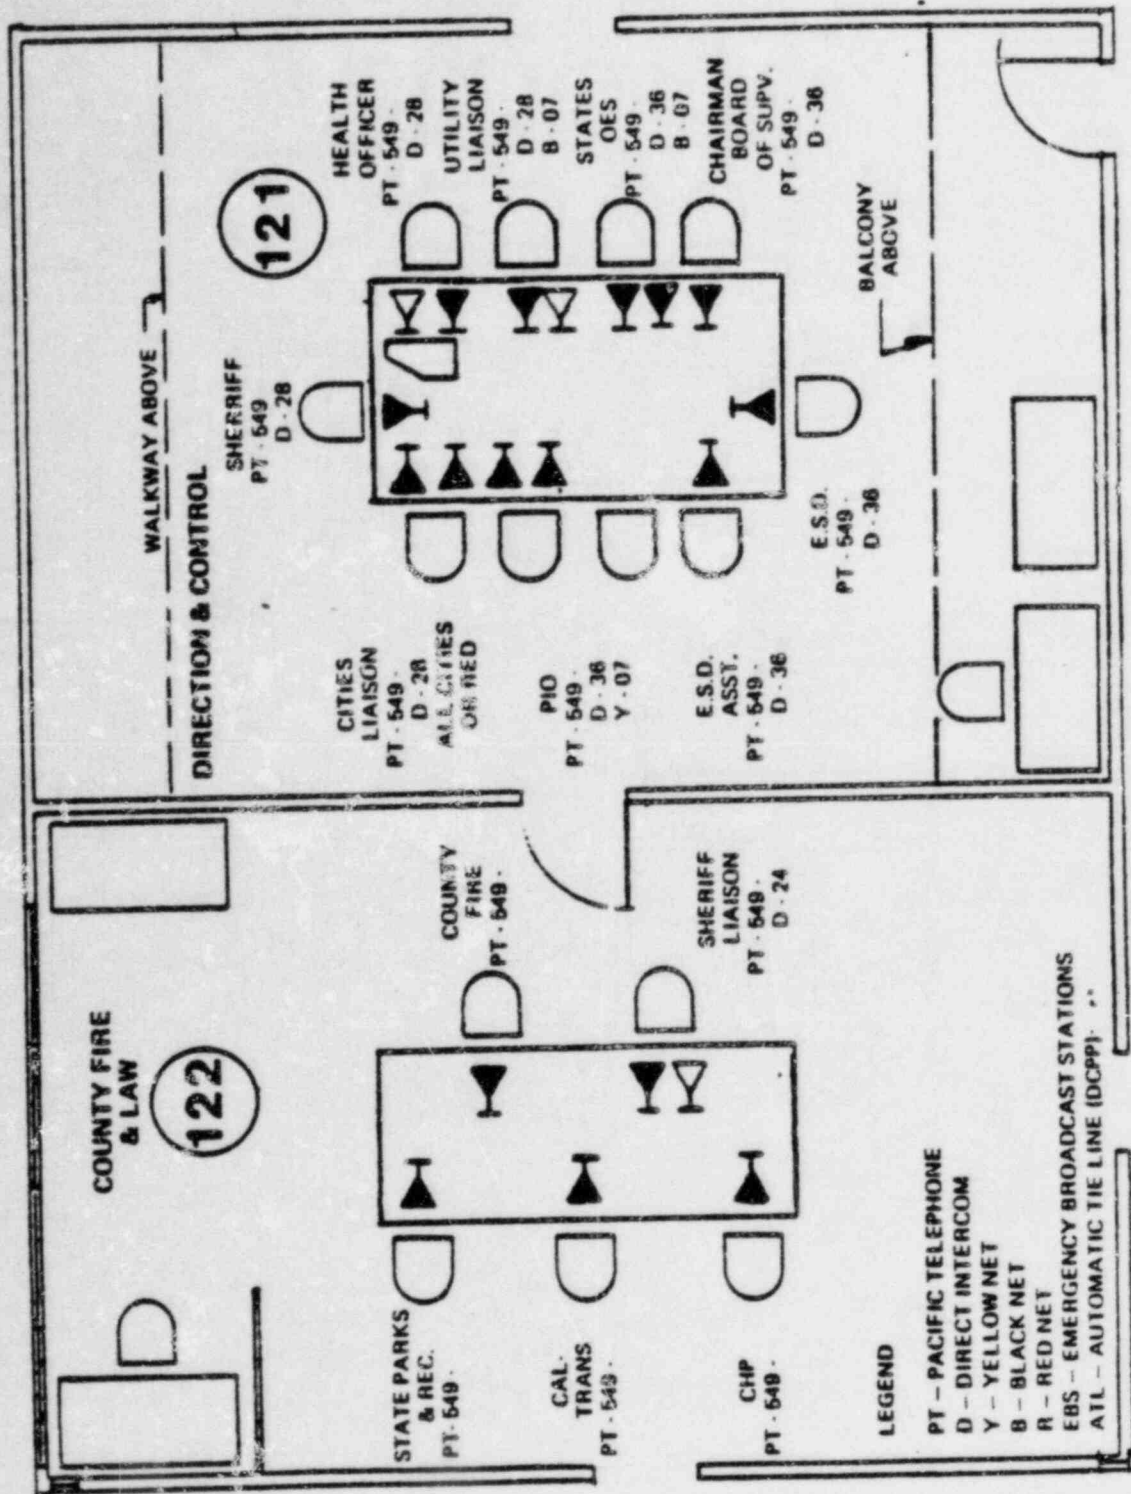 COUNTY FIRE
& LAW
122
STATE PARKS
& REC.
PT - 549 -
CAL-
TRANS
PT - 549 -
CHP
PT - 549 -
COUNTY
FIRE
PT - 549 -
SHERIFF
LIAISON
PT - 549 -
D - 24
LEGEND
PT – PACIFIC TELEPHONE
D – DIRECT INTERCOM
Y – YELLOW NET
B – BLACK NET
R – RED NET
EBS – EMERGENCY BROADCAST STATIONS
ATL – AUTOMATIC TIE LINE (DCPP)
WALKWAY ABOVE
DIRECTION & CONTROL
121
SHERRIFF
PT - 549
D - 28
CITIES
LIAISON
PT - 549 -
D - 28
ALL CITIES
OR RED
PIO
PT - 549 -
D - 36
Y - 07
E.S.D.
ASST.
PT - 549 -
D - 36
HEALTH
OFFICER
PT - 549 -
D - 28
UTILITY
LIAISON
PT - 549 -
D - 28
B - 07
STATES
OES
PT - 549 -
D - 36
B - 07
CHAIRMAN
BOARD
OF SUPV.
PT - 549 -
D - 36
E.S.D.
PT - 549 -
D - 36
BALCONY
ABOVE